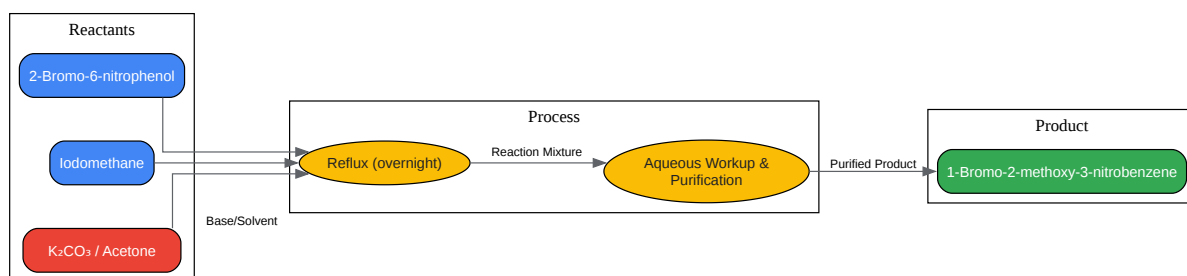 Reactants
2-Bromo-6-nitrophenol
Iodomethane
K₂CO₃ / Acetone
Base/Solvent
Process
Reflux (overnight)
Reaction Mixture
Aqueous Workup &
Purification
Purified Product
Product
1-Bromo-2-methoxy-3-nitrobenzene